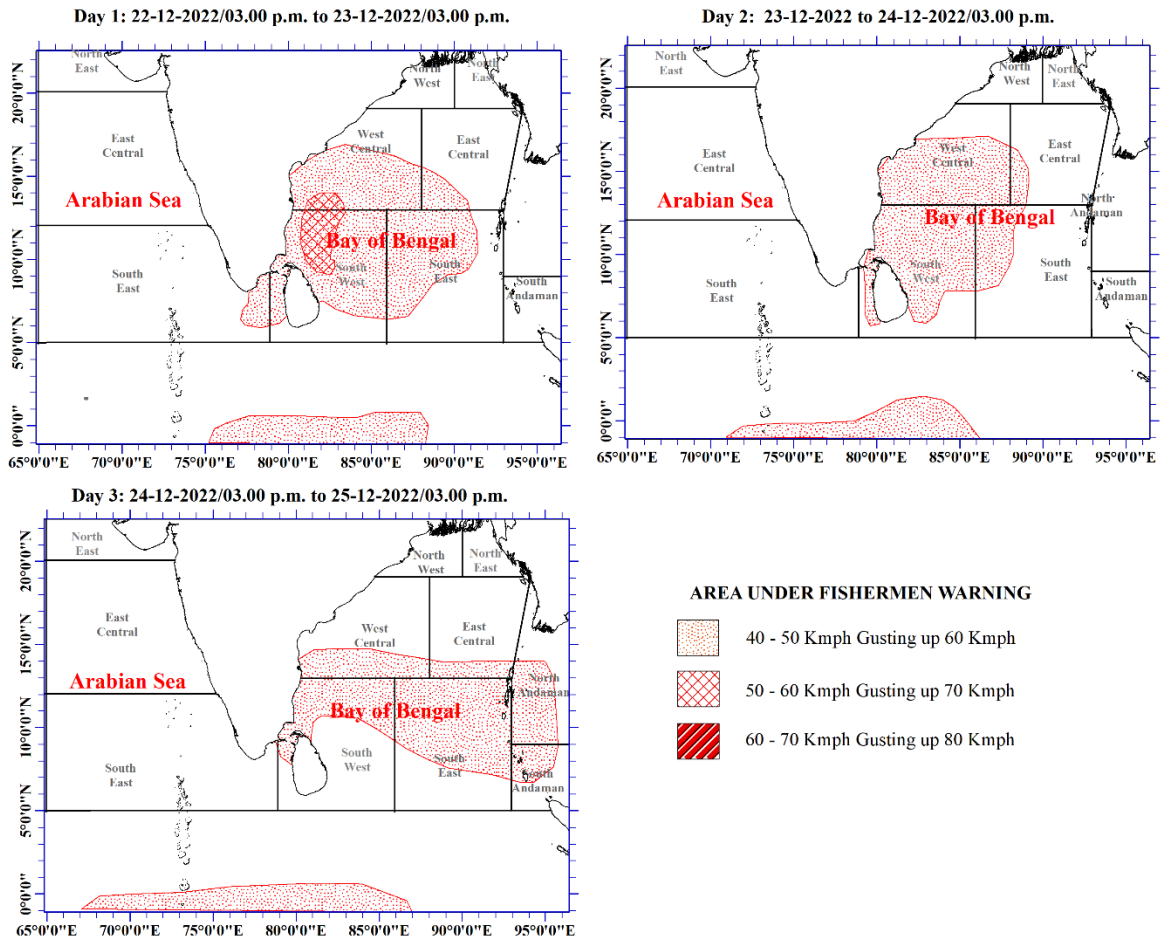 Day 1: 22-12-2022/03.00 p.m. to 23-12-2022/03.00 p.m.
North
East
North
West
North
East
East
Central
West
Central
East
Central
Arabian Sea
Bay of Bengal
South
East
South
West
South
East
South
Andaman
20°0'0"N
15°0'0"N
10°0'0"N
5°0'0"N
0°0'0"
65°0'0"E 70°0'0"E 75°0'0"E 80°0'0"E 85°0'0"E 90°0'0"E 95°0'0"E
Day 2: 23-12-2022 to 24-12-2022/03.00 p.m.
North
East
North
West
North
East
East
Central
West
Central
East
Central
Arabian Sea
Bay of Bengal
North
Andaman
South
East
South
West
South
East
South
Andaman
20°0'0"N
15°0'0"N
10°0'0"N
5°0'0"N
0°0'0"
65°0'0"E 70°0'0"E 75°0'0"E 80°0'0"E 85°0'0"E 90°0'0"E 95°0'0"E
Day 3: 24-12-2022/03.00 p.m. to 25-12-2022/03.00 p.m.
North
East
North
West
North
East
East
Central
West
Central
East
Central
Arabian Sea
Bay of Bengal
North
Andaman
South
East
South
West
South
East
South
Andaman
20°0'0"N
15°0'0"N
10°0'0"N
5°0'0"N
0°0'0"
65°0'0"E 70°0'0"E 75°0'0"E 80°0'0"E 85°0'0"E 90°0'0"E 95°0'0"E
AREA UNDER FISHERMEN WARNING
40 - 50 Kmph Gusting up 60 Kmph
50 - 60 Kmph Gusting up 70 Kmph
60 - 70 Kmph Gusting up 80 Kmph